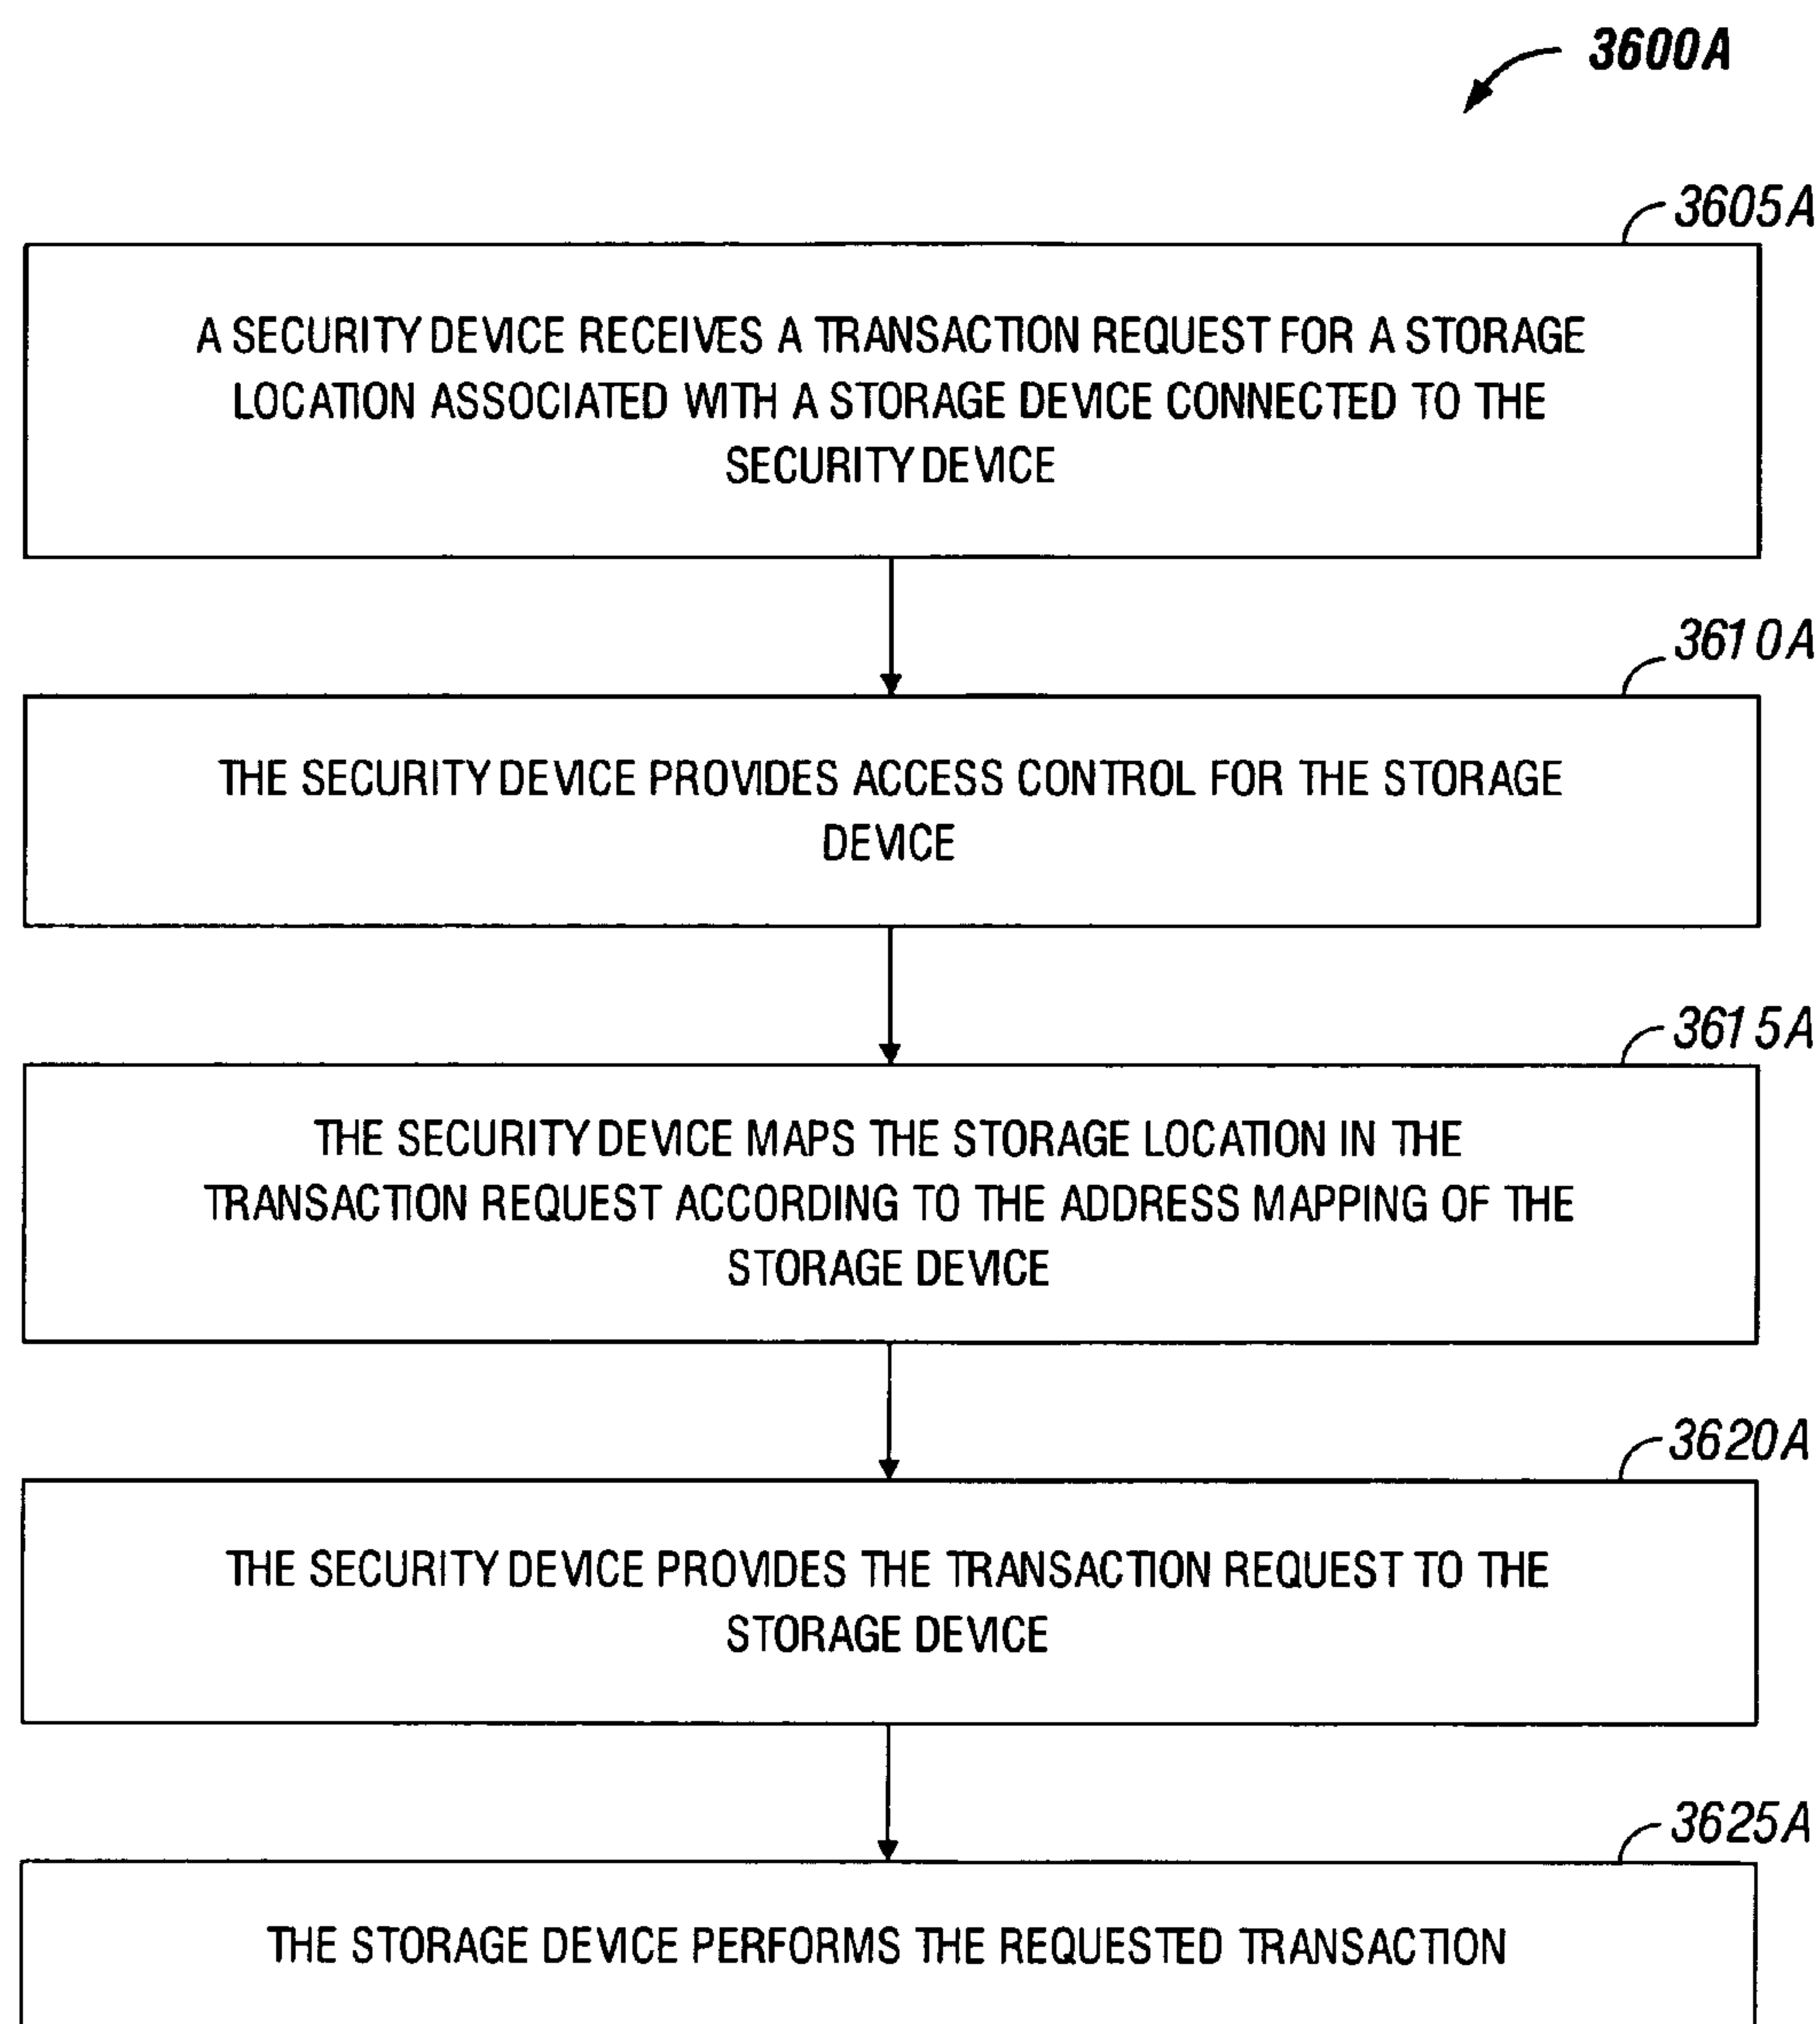 3600A
3605A
A SECURITY DEVICE RECEIVES A TRANSACTION REQUEST FOR A STORAGE
LOCATION ASSOCIATED WITH A STORAGE DEVICE CONNECTED TO THE
SECURITY DEVICE
3610A
THE SECURITY DEVICE PROVIDES ACCESS CONTROL FOR THE STORAGE
DEVICE
3615A
THE SECURITY DEVICE MAPS THE STORAGE LOCATION IN THE
TRANSACTION REQUEST ACCORDING TO THE ADDRESS MAPPING OF THE
STORAGE DEVICE
3620A
THE SECURITY DEVICE PROVIDES THE TRANSACTION REQUEST TO THE
STORAGE DEVICE
3625A
THE STORAGE DEVICE PERFORMS THE REQUESTED TRANSACTION